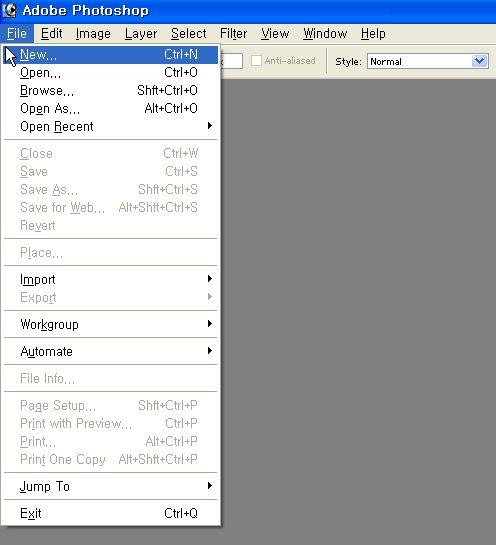 Adobe Photoshop
File Edit Image Layer Select Filter View Window Help
New... Ctrl+N
Anti-aliased Style: Normal
Open... Ctrl+O
Browse... Shft+Ctrl+O
Open As... Alt+Ctrl+O
Open Recent
Close Ctrl+W
Save Ctrl+S
Save As... Shft+Ctrl+S
Save for Web... Alt+Shft+Ctrl+S
Revert
Place...
Import
Export
Workgroup
Automate
File Info...
Page Setup... Shft+Ctrl+P
Print with Preview... Ctrl+P
Print... Alt+Ctrl+P
Print One Copy Alt+Shft+Ctrl+P
Jump To
Exit Ctrl+Q